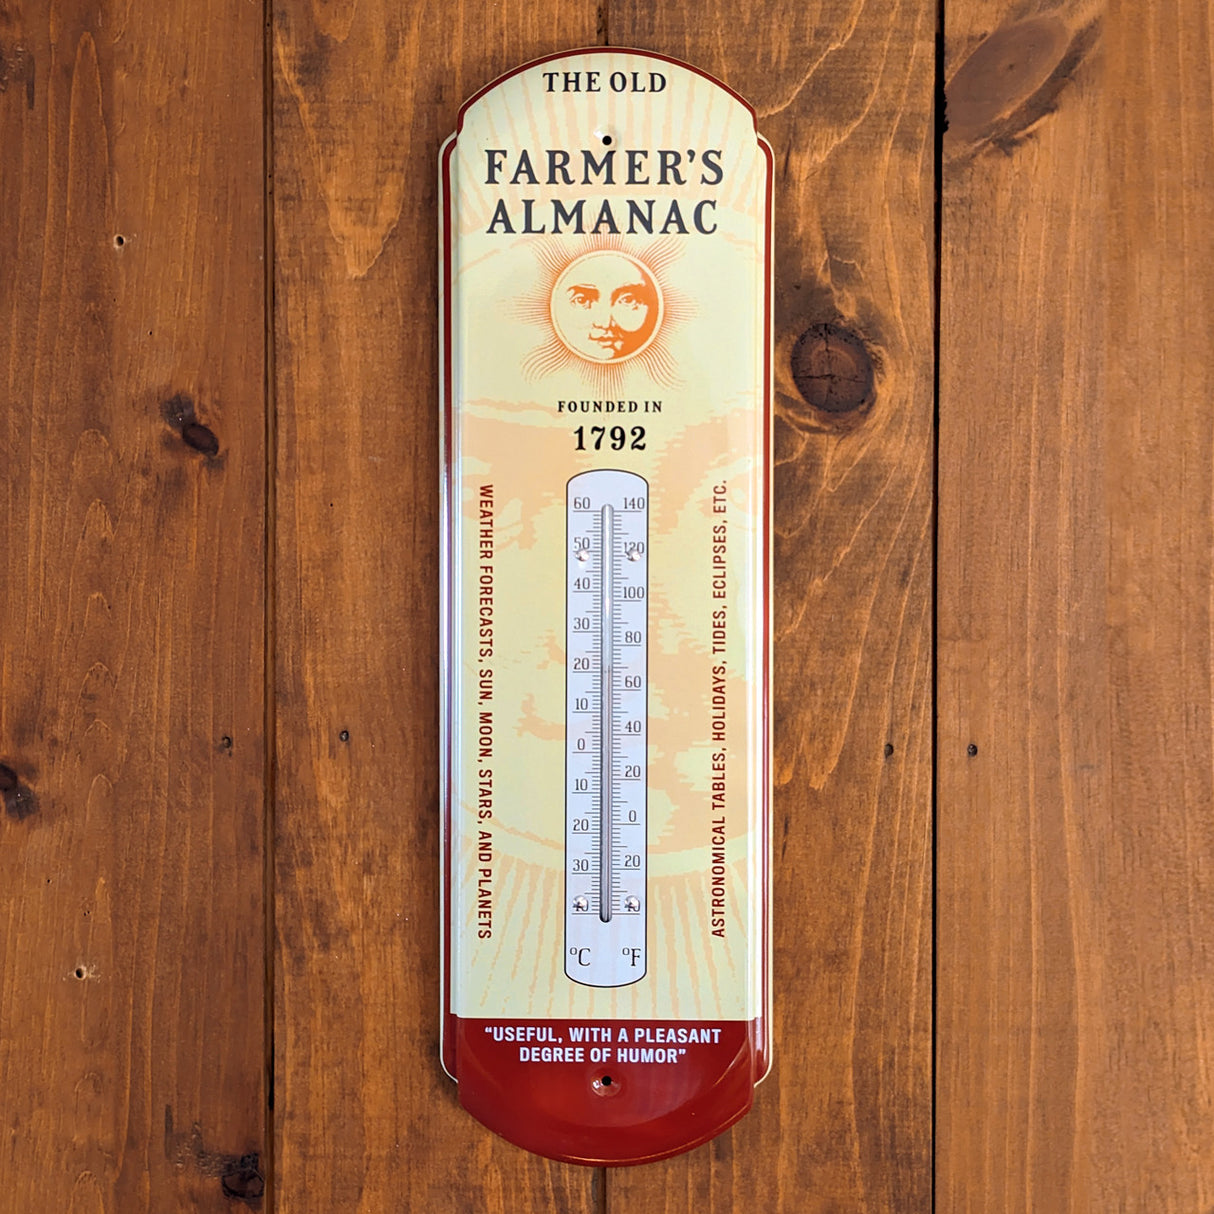 THE OLD
FARMER'S
ALMANAC
FOUNDED IN
1792
WEATHER FORECASTS, SUN, MOON, STARS, AND PLANETS
ASTRONOMICAL TABLES, HOLIDAYS, TIDES, ECLIPSES, ETC.
60 140
50 120
40 100
30 80
20 60
10 40
0 20
10 0
20 20
30 40
40
°C °F
“USEFUL, WITH A PLEASANT
DEGREE OF HUMOR”